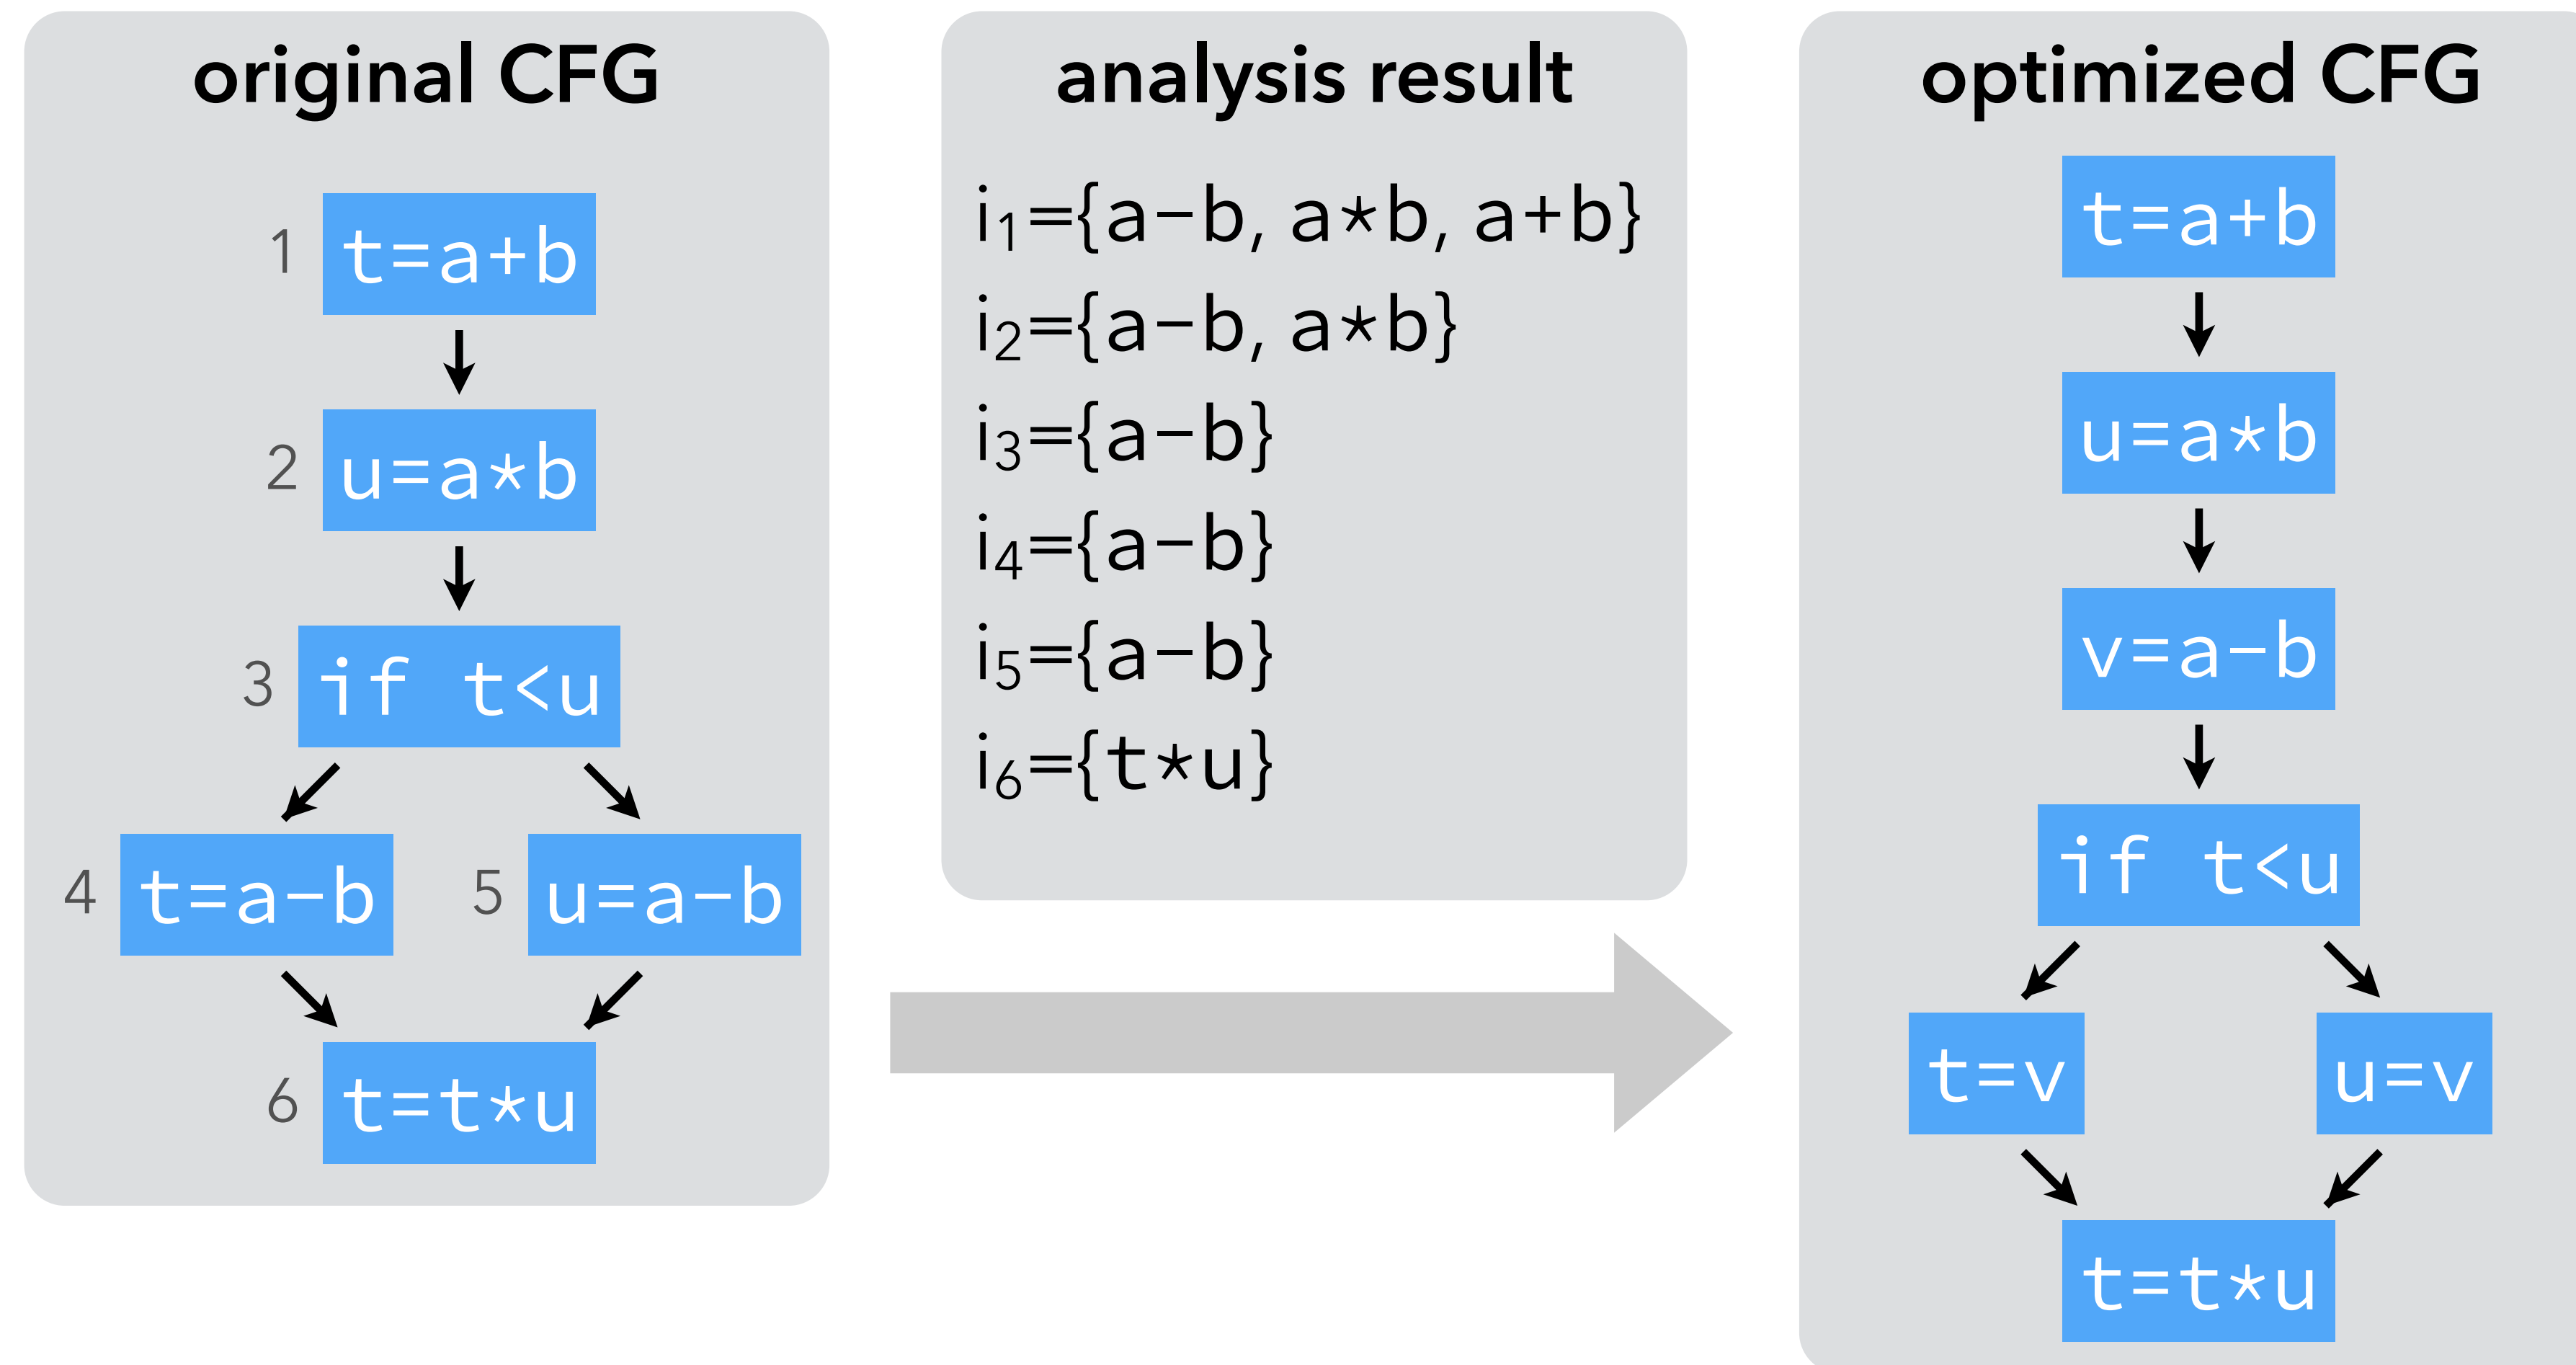 original CFG
1 t=a+b
2 u=a*b
3 if t<u
4 t=a-b 5 u=a-b
6 t=t*u
analysis result
i1={a-b, a*b, a+b}
i2={a-b, a*b}
i3={a-b}
i4={a-b}
i5={a-b}
i6={t*u}
optimized CFG
t=a+b
u=a*b
v=a-b
if t<u
t=v u=v
t=t*u